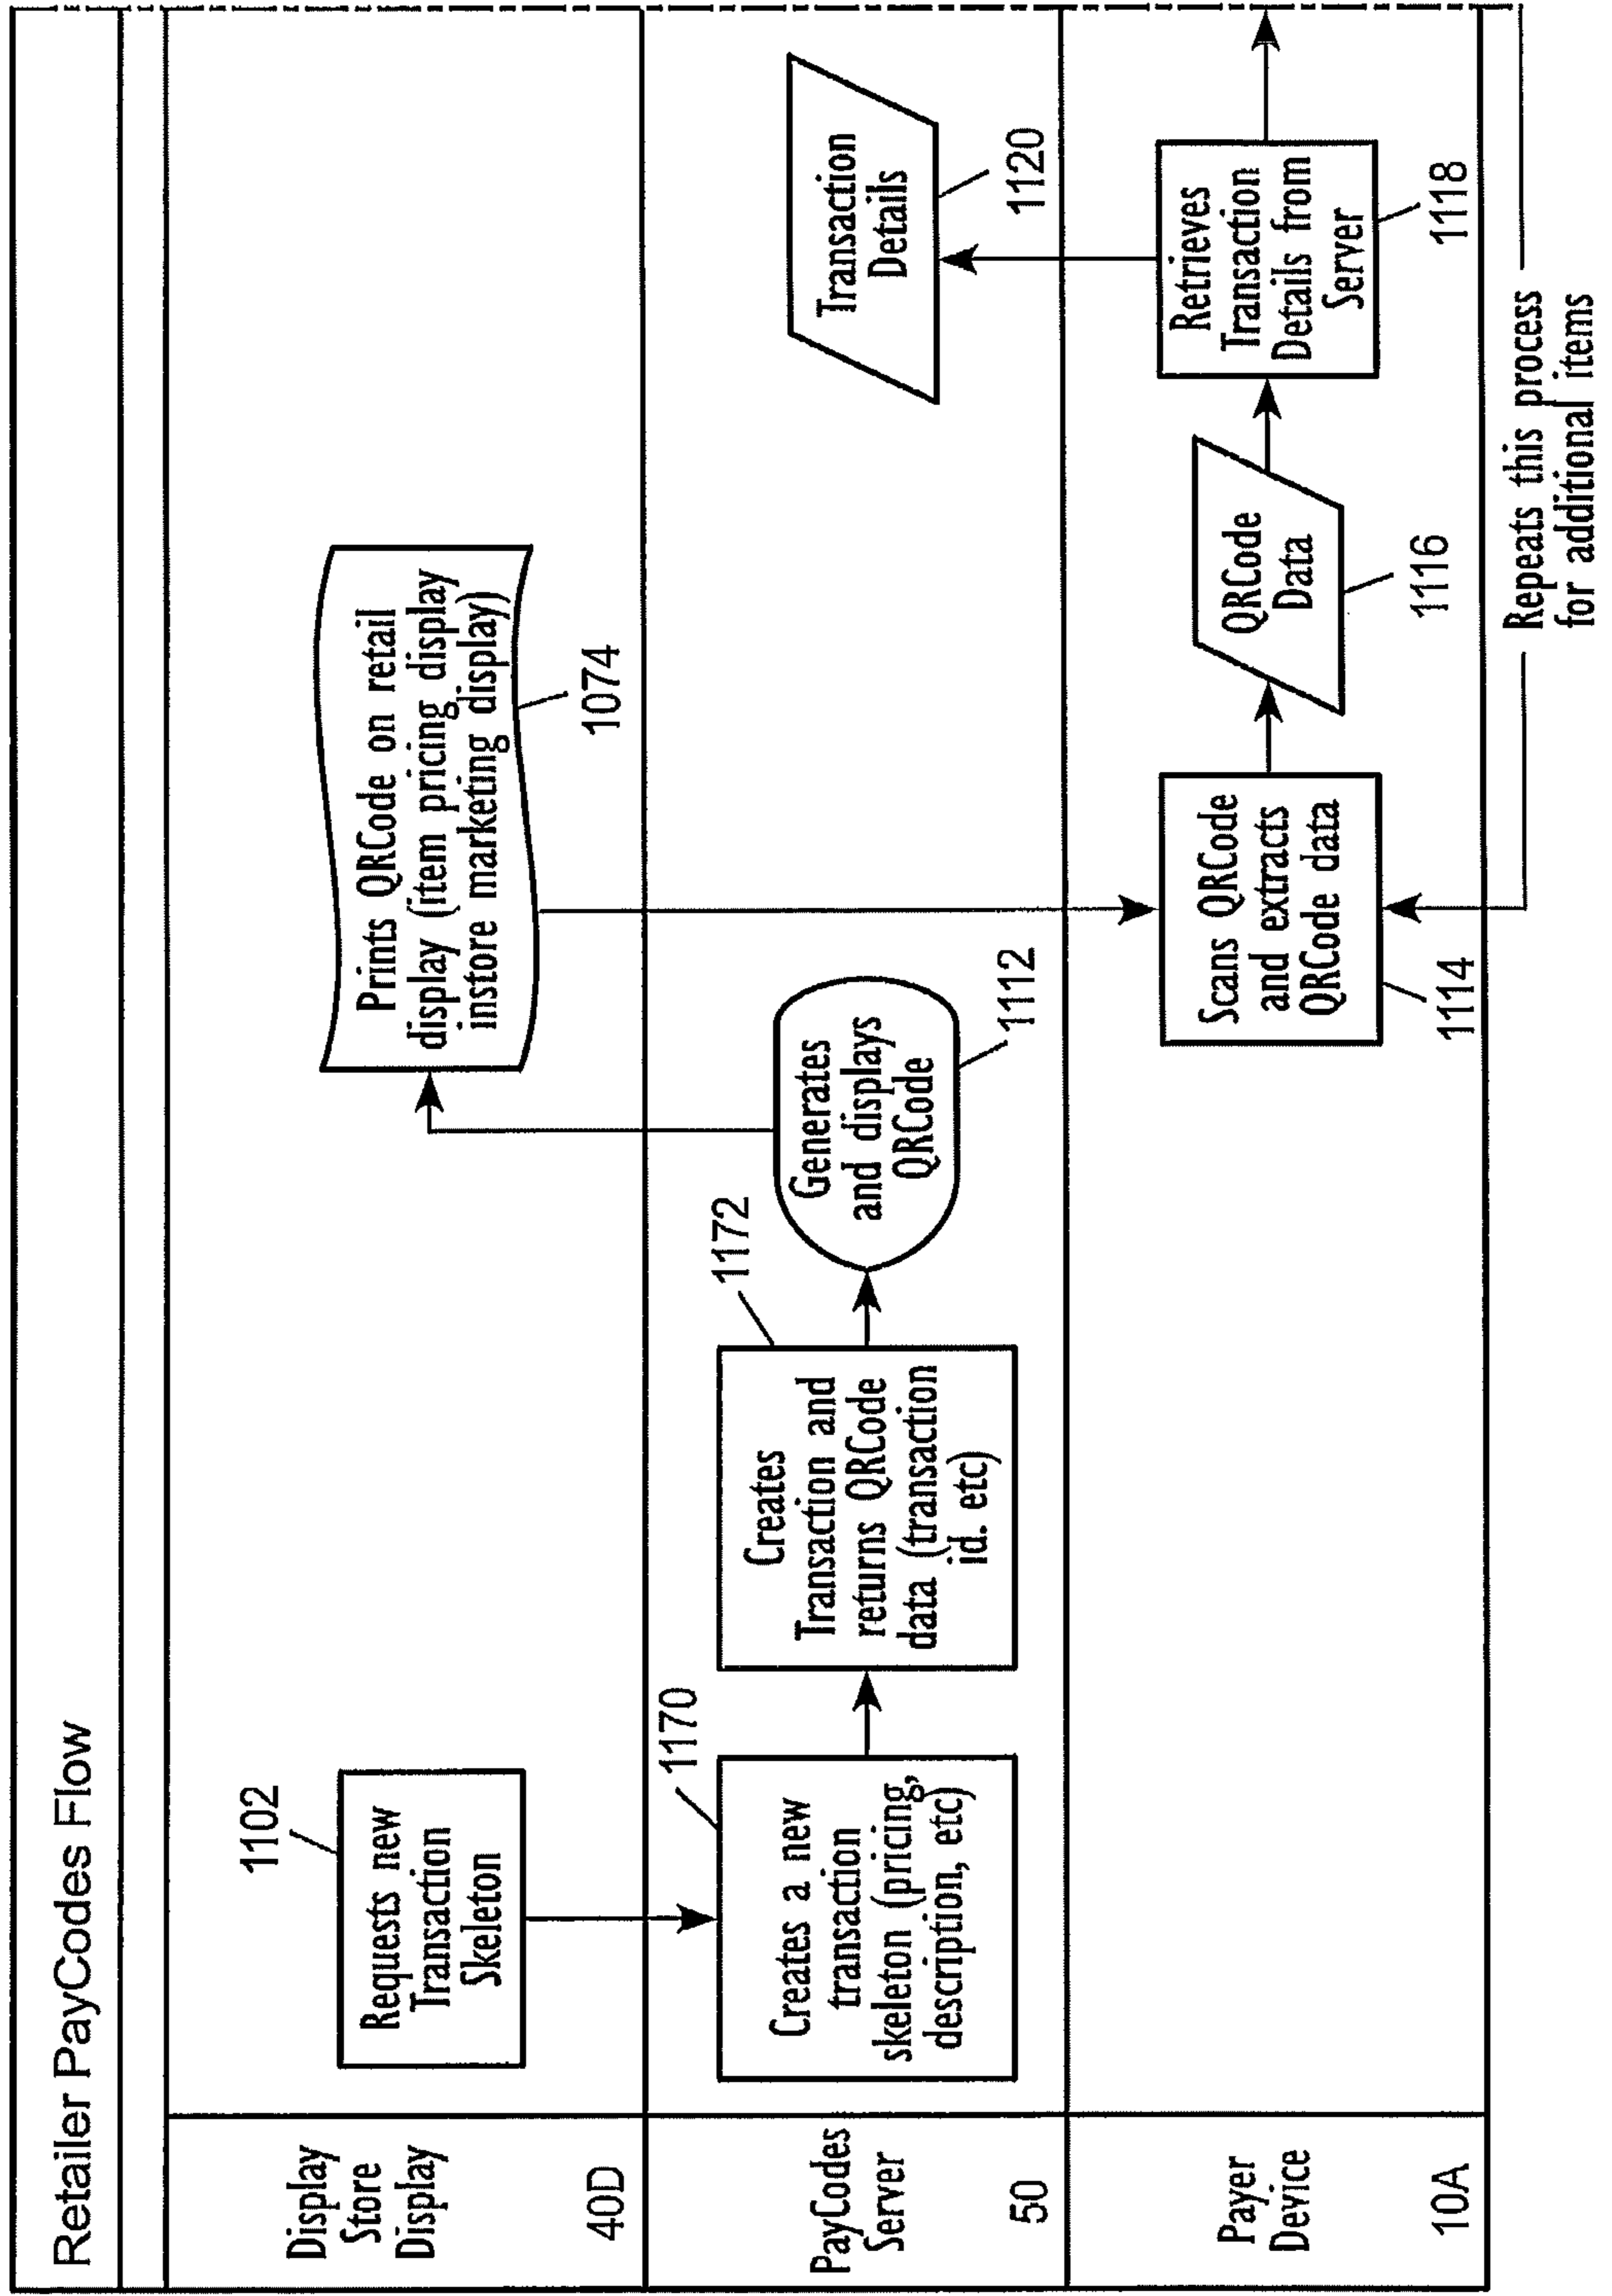 Retailer PayCodes Flow
Display
Store
Display
40D
1102
Requests new
Transaction
Skeleton
Prints QRCode on retail
display (item pricing display
instore marketing display)
1074
PayCodes
Server
50
1170
Creates a new
transaction
skeleton (pricing,
description, etc)
1172
Creates
Transaction and
returns QRCode
data (transaction
id. etc)
Generates
and displays
QRCode
1112
Transaction
Details
1120
Payer
Device
10A
Scans QRCode
and extracts
QRCode data
1114
QRCode
Data
1116
Retrieves
Transaction
Details from
Server
1118
Repeats this process
for additional items